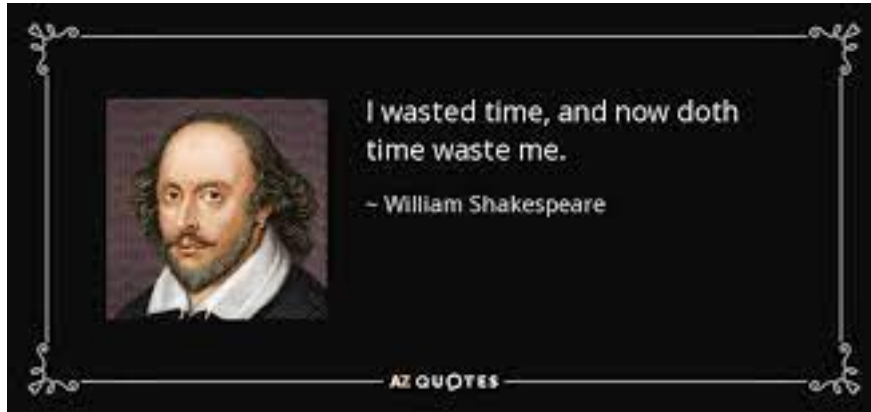 I wasted time, and now doth
time waste me.
~ William Shakespeare
AZ QUOTES